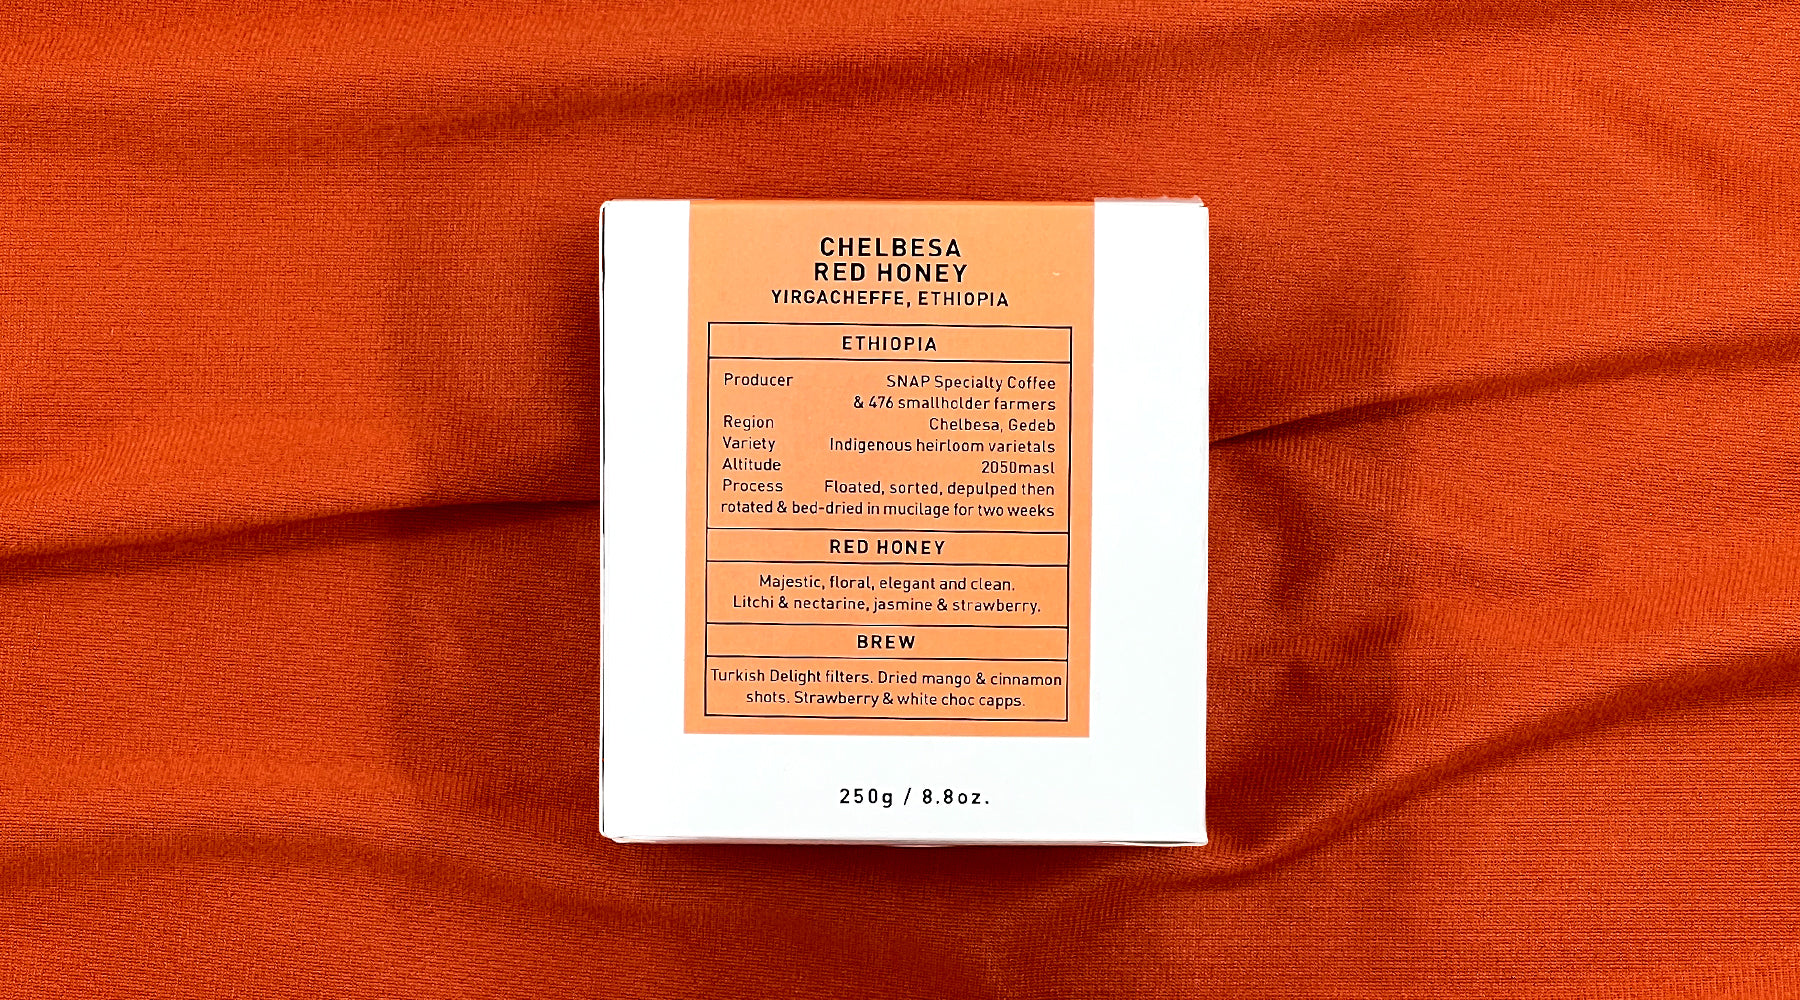 CHELBESA
RED HONEY
YIRGACHEFFE, ETHIOPIA
ETHIOPIA
Producer SNAP Specialty Coffee
& 476 smallholder farmers
Region Chelbesa, Gedeb
Variety Indigenous heirloom varietals
Altitude 2050masl
Process Floated, sorted, depulped then
rotated & bed-dried in mucilage for two weeks
RED HONEY
Majestic, floral, elegant and clean.
Litchi & nectarine, jasmine & strawberry.
BREW
Turkish Delight filters. Dried mango & cinnamon
shots. Strawberry & white choc capps.
250g / 8.8oz.